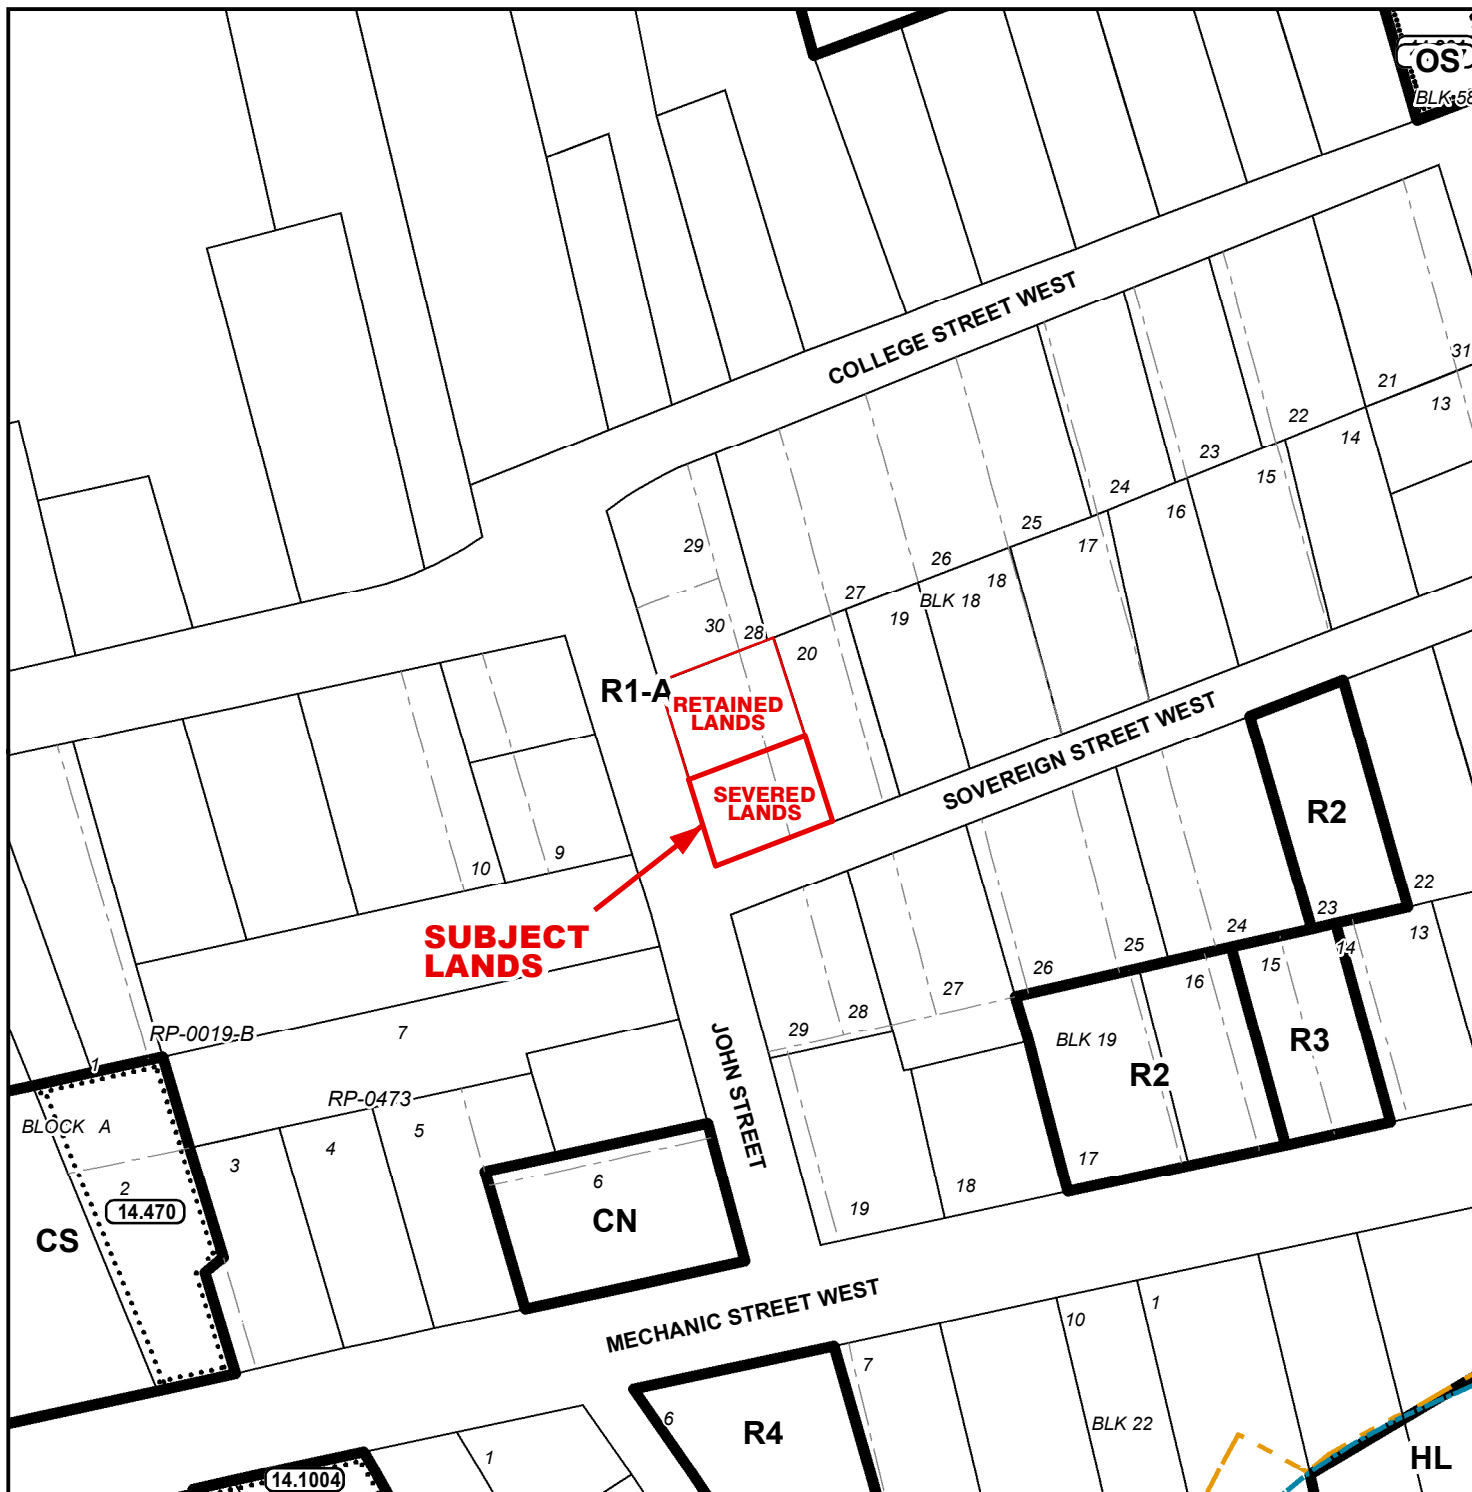 OS
BLK 58
COLLEGE STREET WEST
31
21
13
22
14
23
15
24
16
25
17
29
26
18
27
BLK 18
19
30
28
20
R1-A
RETAINED
LANDS
SOVEREIGN STREET WEST
SEVERED
LANDS
R2
9
10
22
23
SUBJECT
LANDS
24
13
25
14
26
15
16
27
28
29
RP-0019-B
7
JOHN STREET
BLK 19
R3
1
R2
RP-0473
BLOCK A
5
4
3
17
2
6
18
14.470
19
CN
CS
MECHANIC STREET WEST
1
10
7
6
BLK 22
R4
1
HL
14.1004